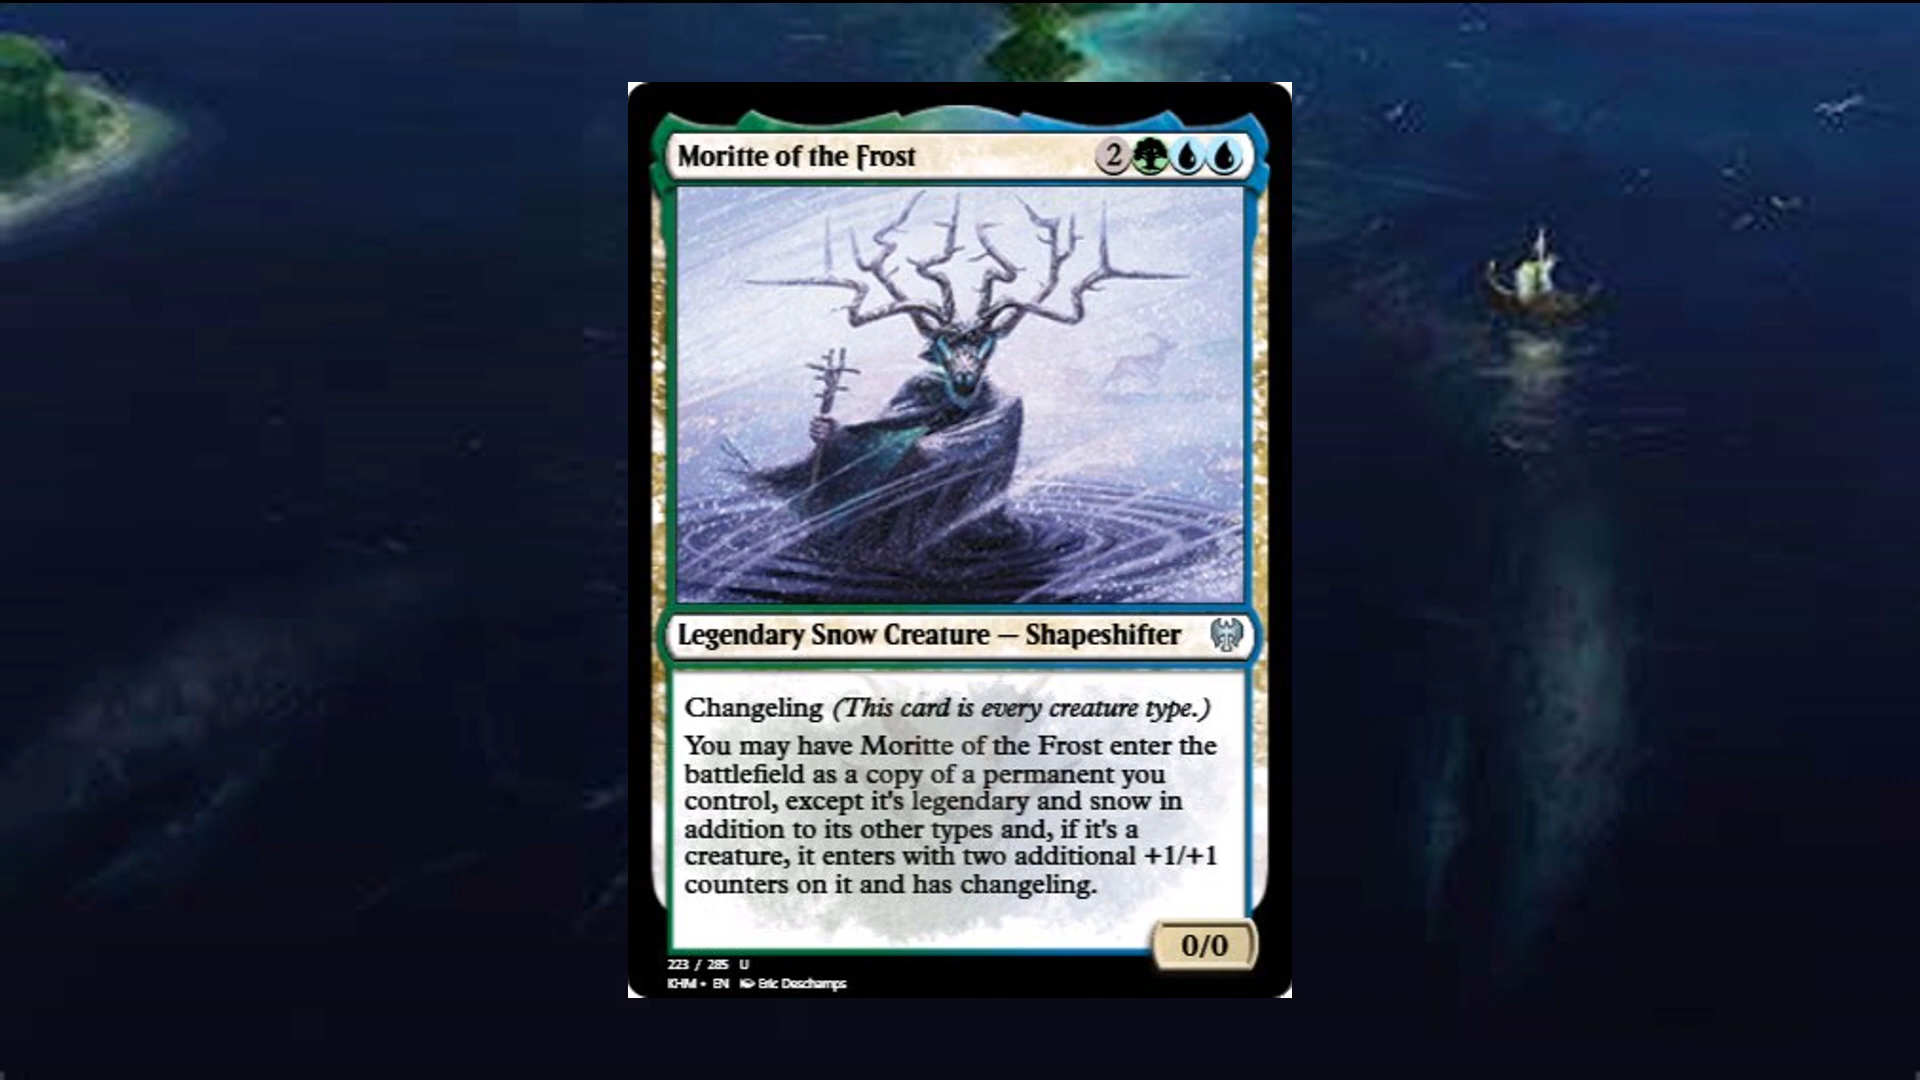 Moritte of the Frost 2
Legendary Snow Creature — Shapeshifter
Changeling (This card is every creature type.)
You may have Moritte of the Frost enter the
battlefield as a copy of a permanent you
control, except it's legendary and snow in
addition to its other types and, if it's a
creature, it enters with two additional +1/+1
counters on it and has changeling.
0/0
223 / 285 U
KHM • EN Eric Deschamps